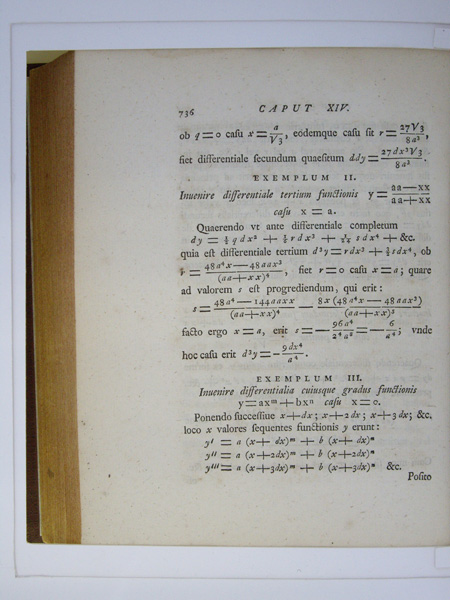 736 CAPUT XIV.
ob q = 0 casu x = a/√3, eodemque casu sit r = 27√3/8a³,
fiet differentiale secundum quaesitum ddy = 27dx²√3/8a³.
EXEMPLUM II.
Inuenire differentiale tertium functionis y = aa—xx/aa+xx
casu x = a.
Quaerendo vt ante differentiale completum
dy = ½ q dx² + ½ r dx³ + 1/24 s dx⁴ + &c.
quia est differentiale tertium d³y = r dx³ + ½ s dx⁴, ob
r = 48a⁴x—48aax³/(aa+xx)⁴, fiet r = 0 casu x = a; quare
ad valorem s est progrediendum, qui erit:
s = 48a⁴—144aaxx/(aa+xx)⁴ — 8x(48a⁴x—48aax³)/(aa+xx)⁵
facto ergo x = a, erit s = — 96a⁴/2⁴a⁸ = — 6/a⁴; vnde
hoc casu erit d³y = — 9dx⁴/a⁴.
EXEMPLUM III.
Inuenire differentialia cuiusque gradus functionis
y = axᵐ + bxⁿ casu x = 0.
Ponendo successiue x+dx; x+2dx; x+3dx; &c.
loco x valores sequentes functionis y erunt:
yᴵ = a (x+dx)ᵐ + b (x+dx)ⁿ
yᴵᴵ = a (x+2dx)ᵐ + b (x+2dx)ⁿ
yᴵᴵᴵ = a (x+3dx)ᵐ + b (x+3dx)ⁿ &c.
Posito